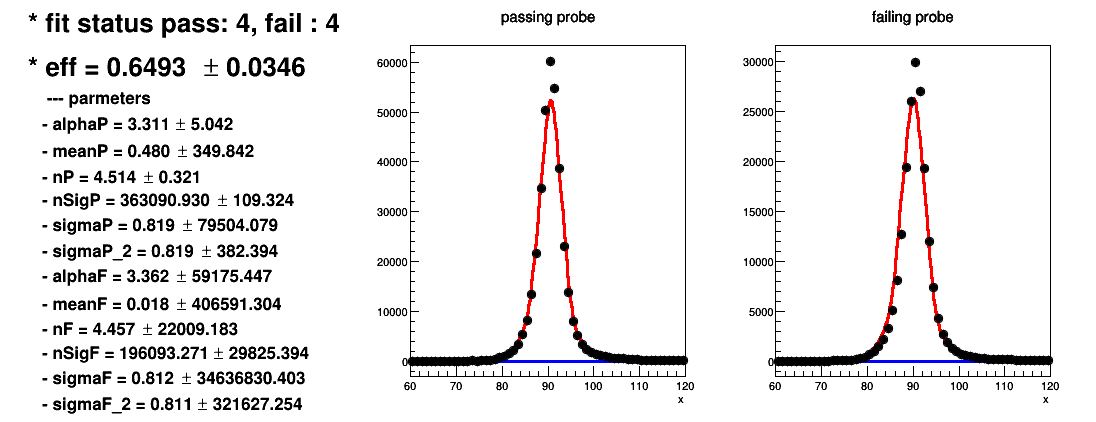 * fit status pass: 4, fail : 4
* eff = 0.6493 ± 0.0346
--- parmeters
- alphaP = 3.311 ± 5.042
- meanP = 0.480 ± 349.842
- nP = 4.514 ± 0.321
- nSigP = 363090.930 ± 109.324
- sigmaP = 0.819 ± 79504.079
- sigmaP_2 = 0.819 ± 382.394
- alphaF = 3.362 ± 59175.447
- meanF = 0.018 ± 406591.304
- nF = 4.457 ± 22009.183
- nSigF = 196093.271 ± 29825.394
- sigmaF = 0.812 ± 34636830.403
- sigmaF_2 = 0.811 ± 321627.254
passing probe
60000
50000
40000
30000
20000
10000
0
60 70 80 90 100 110 120
x
failing probe
30000
25000
20000
15000
10000
5000
0
60 70 80 90 100 110 120
x